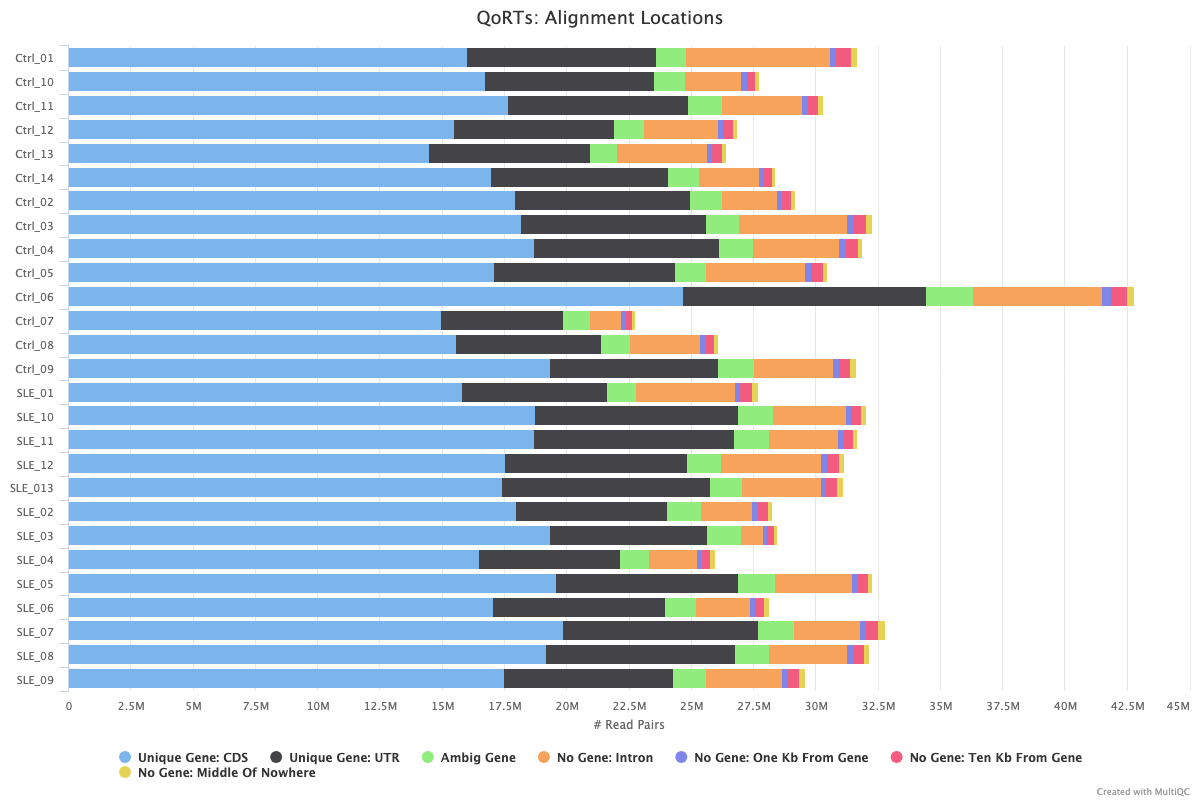 QoRTs: Alignment Locations
Ctrl_01
Ctrl_10
Ctrl_11
Ctrl_12
Ctrl_13
Ctrl_14
Ctrl_02
Ctrl_03
Ctrl_04
Ctrl_05
Ctrl_06
Ctrl_07
Ctrl_08
Ctrl_09
SLE_01
SLE_10
SLE_11
SLE_12
SLE_013
SLE_02
SLE_03
SLE_04
SLE_05
SLE_06
SLE_07
SLE_08
SLE_09
0 2.5M 5M 7.5M 10M 12.5M 15M 17.5M 20M 22.5M 25M 27.5M 30M 32.5M 35M 37.5M 40M 42.5M 45M
# Read Pairs
Unique Gene: CDS Unique Gene: UTR Ambig Gene No Gene: Intron No Gene: One Kb From Gene No Gene: Ten Kb From Gene
No Gene: Middle Of Nowhere
Created with MultiQC